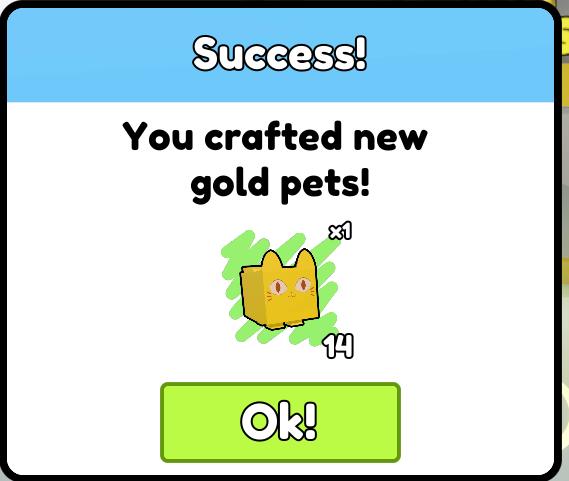 Success!
You crafted new
gold pets!
x1
14
Ok!